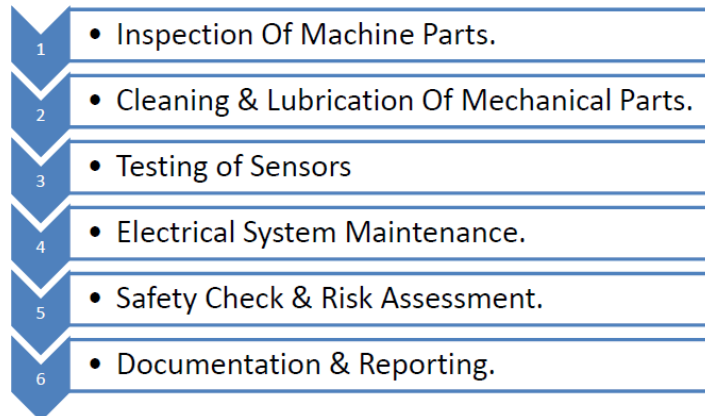 1 • Inspection Of Machine Parts.
2 • Cleaning & Lubrication Of Mechanical Parts.
3 • Testing of Sensors
4 • Electrical System Maintenance.
5 • Safety Check & Risk Assessment.
6 • Documentation & Reporting.